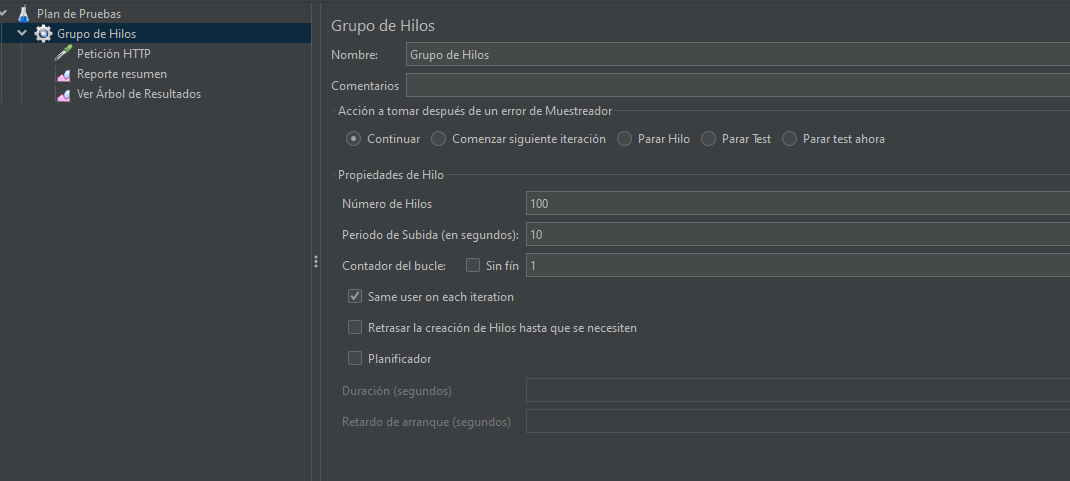 Plan de Pruebas
Grupo de Hilos
Petición HTTP
Reporte resumen
Ver Árbol de Resultados
Grupo de Hilos
Nombre: Grupo de Hilos
Comentarios
Acción a tomar después de un error de Muestreador
Continuar Comenzar siguiente iteración Parar Hilo Parar Test Parar test ahora
Propiedades de Hilo
Número de Hilos 100
Periodo de Subida (en segundos): 10
Contador del bucle: Sin fín 1
Same user on each iteration
Retrasar la creación de Hilos hasta que se necesiten
Planificador
Duración (segundos)
Retardo de arranque (segundos)